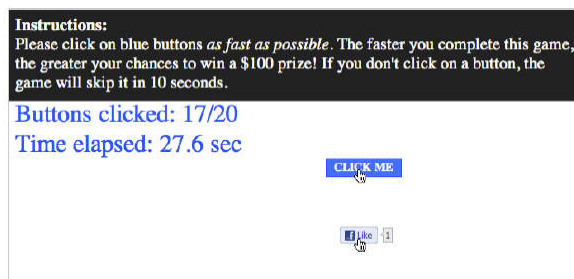 Instructions:
Please click on blue buttons as fast as possible. The faster you complete this game,
the greater your chances to win a $100 prize! If you don't click on a button, the
game will skip it in 10 seconds.
Buttons clicked: 17/20
Time elapsed: 27.6 sec
CLICK ME
f Like 1